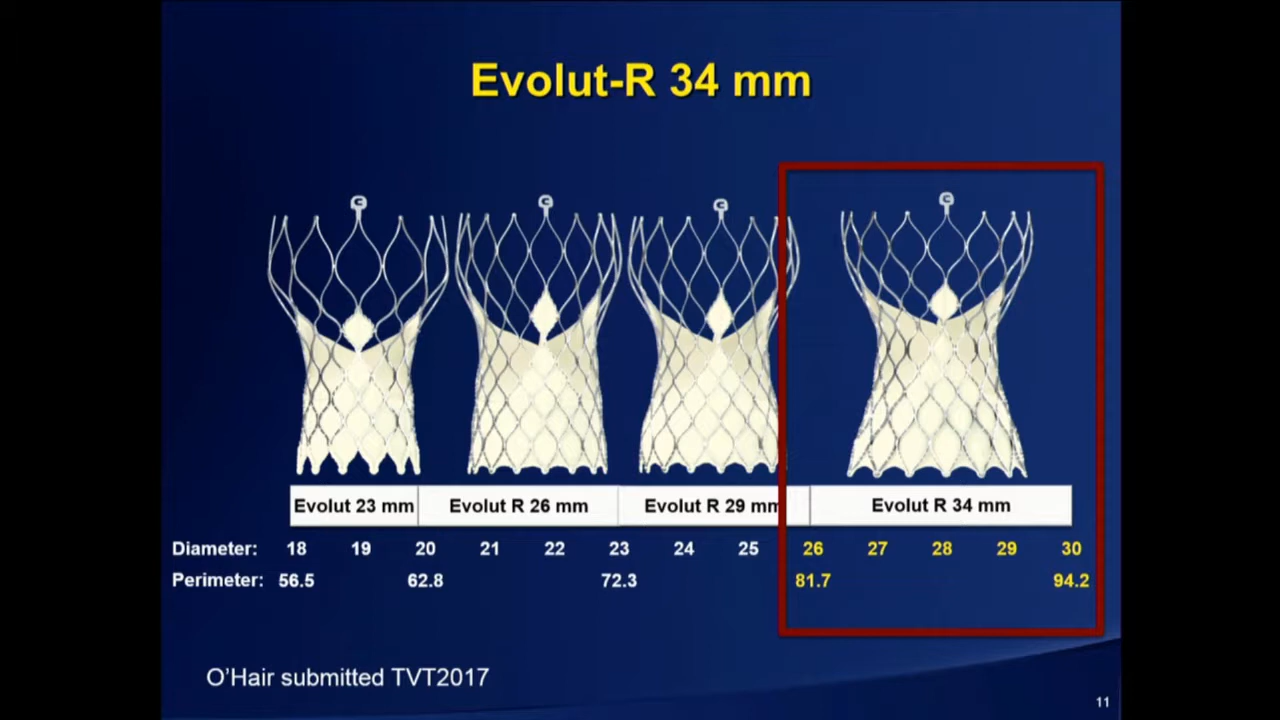 Evolut-R 34 mm
Evolut 23 mm Evolut R 26 mm Evolut R 29 mm Evolut R 34 mm
Diameter: 18 19 20 21 22 23 24 25 26 27 28 29 30
Perimeter: 56.5 62.8 72.3 81.7 94.2
O'Hair submitted TVT2017
11